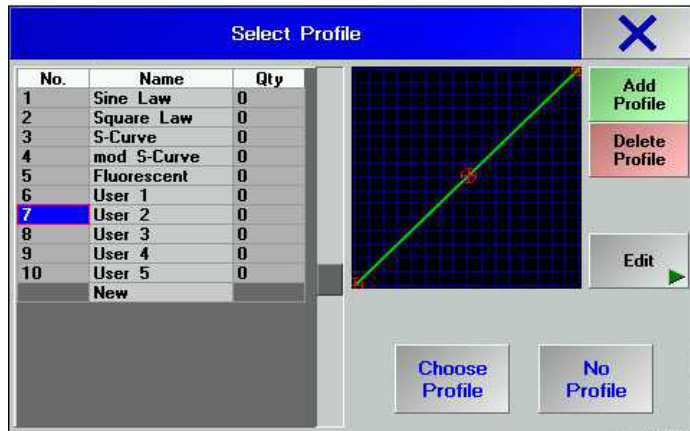 Select Profile
No. Name Qty
1 Sine Law 0
2 Square Law 0
3 S-Curve 0
4 mod S-Curve 0
5 Fluorescent 0
6 User 1 0
7 User 2 0
8 User 3 0
9 User 4 0
10 User 5 0
New
Add
Profile
Delete
Profile
Edit
Choose
Profile
No
Profile